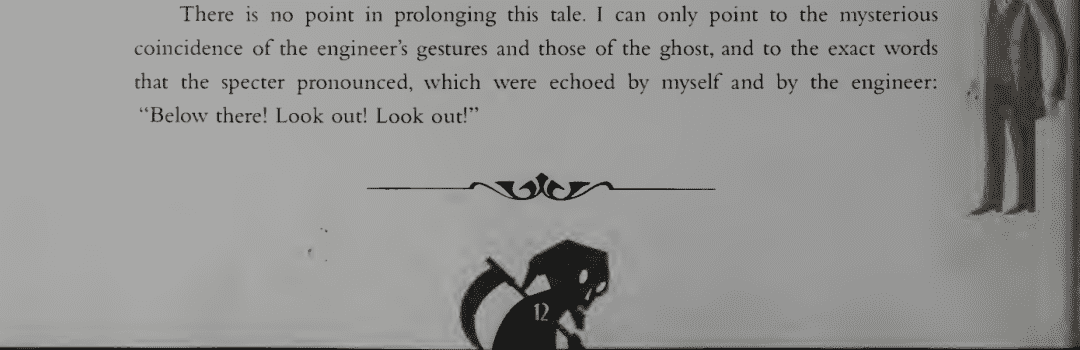 There is no point in prolonging this tale. I can only point to the mysterious
coincidence of the engineer's gestures and those of the ghost, and to the exact words
that the specter pronounced, which were echoed by myself and by the engineer:
“Below there! Look out! Look out!”
12